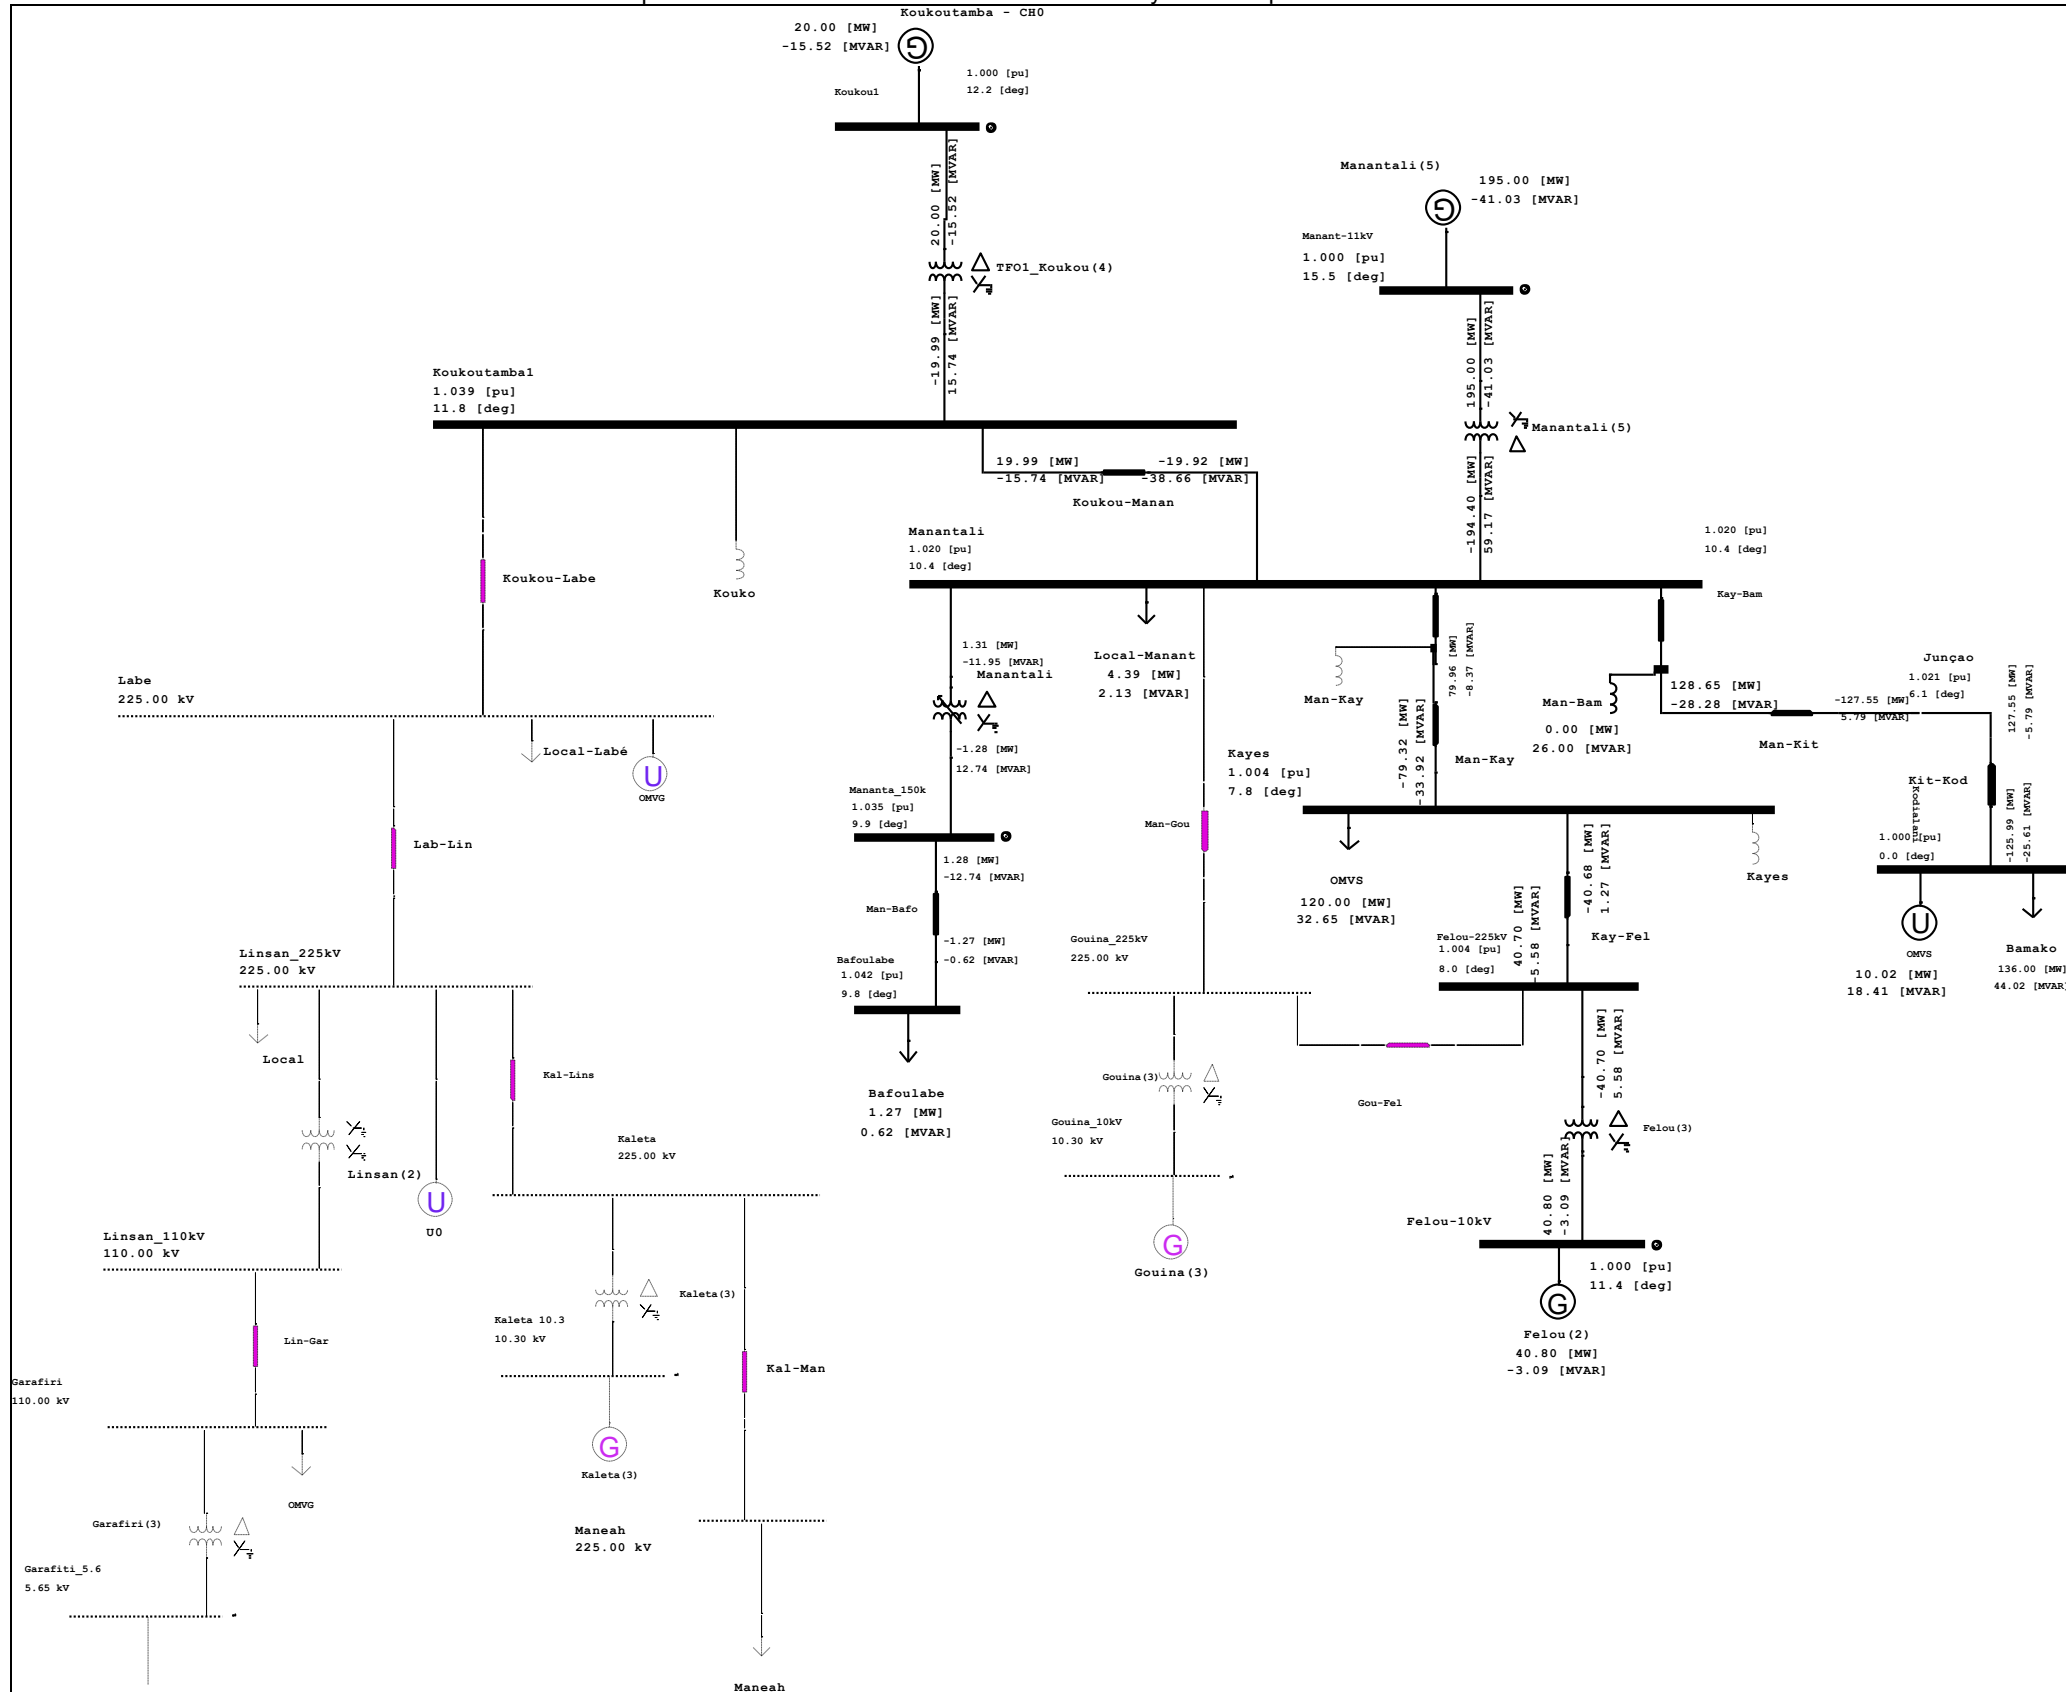 Koukoutamba - CH0
20.00 [MW]
-15.52 [MVAR]
G
1.000 [pu]
12.2 [deg]
Koukou1
20.00 [MW]
-15.52 [MVAR]
TFO1_Koukou(4)
-19.99 [MW]
15.74 [MVAR]
Manantali(5)
195.00 [MW]
-41.03 [MVAR]
G
Manant-11kV
1.000 [pu]
15.5 [deg]
195.00 [MW]
-41.03 [MVAR]
Manantali(5)
-194.40 [MW]
59.17 [MVAR]
Koukoutamba1
1.039 [pu]
11.8 [deg]
19.99 [MW]
-15.74 [MVAR]
-19.92 [MW]
-38.66 [MVAR]
Koukou-Manan
Koukou-Labe
Kouko
Manantali
1.020 [pu]
10.4 [deg]
1.020 [pu]
10.4 [deg]
Kay-Bam
1.31 [MW]
-11.95 [MVAR]
Manantali
-1.28 [MW]
12.74 [MVAR]
Local-Manant
4.39 [MW]
2.13 [MVAR]
Man-Kay
79.96 [MW]
-8.37 [MVAR]
-79.32 [MW]
-33.92 [MVAR]
Man-Kay
Man-Bam
0.00 [MW]
26.00 [MVAR]
128.65 [MW]
-28.28 [MVAR]
Man-Kit
-127.55 [MW]
5.79 [MVAR]
Junçao
1.021 [pu]
6.1 [deg]
127.55 [MW]
-5.79 [MVAR]
Kit-Kod
-125.99 [MW]
-25.61 [MVAR]
1.000 [pu]
0.0 [deg]
U
OMVS
10.02 [MW]
18.41 [MVAR]
Bamako
136.00 [MW]
44.02 [MVAR]
Labe
225.00 kV
Local-Labé
U
OMVG
Lab-Lin
Mananta_150k
1.035 [pu]
9.9 [deg]
1.28 [MW]
-12.74 [MVAR]
Man-Bafo
-1.27 [MW]
-0.62 [MVAR]
Bafoulabe
1.042 [pu]
9.8 [deg]
Bafoulabe
1.27 [MW]
0.62 [MVAR]
Man-Gou
Kayes
1.004 [pu]
7.8 [deg]
OMVS
120.00 [MW]
32.65 [MVAR]
Kayes
-40.68 [MW]
1.27 [MVAR]
Kay-Fel
40.70 [MW]
-5.58 [MVAR]
Felou-225kV
1.004 [pu]
8.0 [deg]
-40.70 [MW]
5.58 [MVAR]
Felou(3)
40.80 [MW]
-3.09 [MVAR]
Felou-10kV
1.000 [pu]
11.4 [deg]
G
Felou(2)
40.80 [MW]
-3.09 [MVAR]
Gouina_225kV
225.00 kV
Gouina(3)
Gou-Fel
Gouina_10kV
10.30 kV
G
Gouina(3)
Linsan_225kV
225.00 kV
Local
Linsan(2)
U
U0
Kal-Lins
Kaleta
225.00 kV
Linsan_110kV
110.00 kV
Lin-Gar
Kaleta(3)
Kaleta 10.3
10.30 kV
Kal-Man
G
Kaleta(3)
Garafiri
110.00 kV
OMVG
Garafiri(3)
Garafiti_5.6
5.65 kV
Maneah
225.00 kV
Maneah